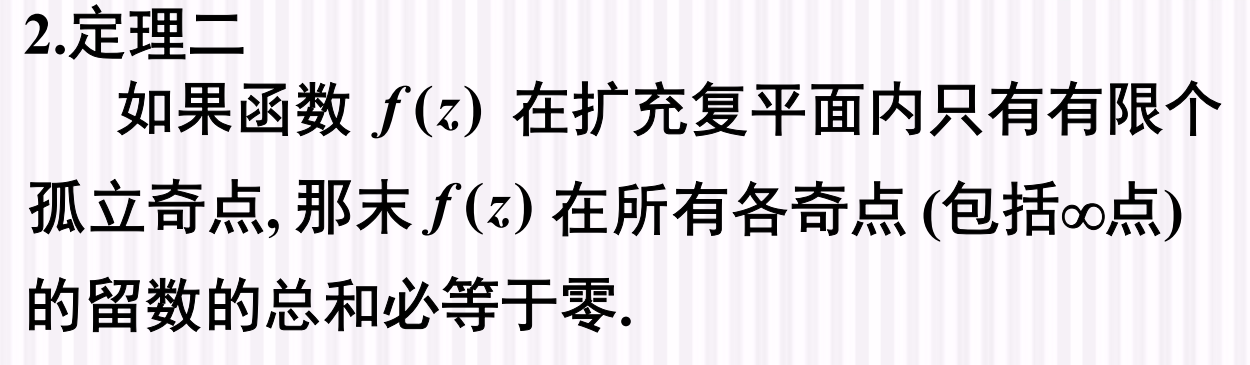 2.定理二
如果函数 f(z) 在扩充复平面内只有有限个
孤立奇点, 那末 f(z) 在所有各奇点 (包括∞点)
的留数的总和必等于零.